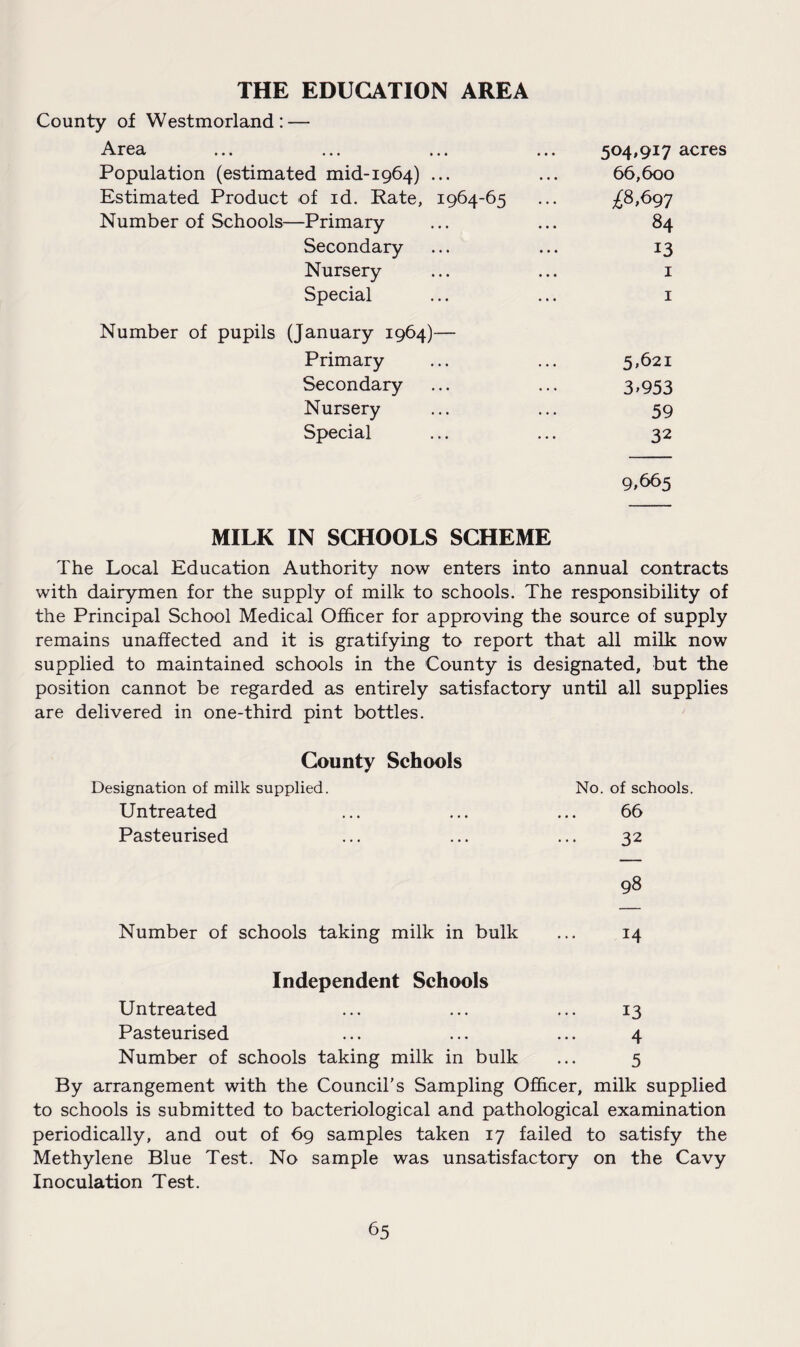 THE EDUCATION AREA
County of Westmorland: —
Area ... ... ... ... 504,917 acres
Population (estimated mid-1964) ... ... 66,600
Estimated Product of 1d. Rate, 1964-65 ... £8,697
Number of Schools—Primary ... ... 84
Secondary ... ... 13
Nursery ... ... 1
Special ... ... 1
Number of pupils (January 1964)—
Primary ... ... 5,621
Secondary ... ... 3,953
Nursery ... ... 59
Special ... ... 32
9,665
MILK IN SCHOOLS SCHEME
The Local Education Authority now enters into annual contracts
with dairymen for the supply of milk to schools. The responsibility of
the Principal School Medical Officer for approving the source of supply
remains unaffected and it is gratifying to report that all milk now
supplied to maintained schools in the County is designated, but the
position cannot be regarded as entirely satisfactory until all supplies
are delivered in one-third pint bottles.
County Schools
Designation of milk supplied. No. of schools.
Untreated ... ... ... 66
Pasteurised ... ... ... 32
98
Number of schools taking milk in bulk ... 14
Independent Schools
Untreated ... ... ... 13
Pasteurised ... ... ... 4
Number of schools taking milk in bulk ... 5
By arrangement with the Council's Sampling Officer, milk supplied
to schools is submitted to bacteriological and pathological examination
periodically, and out of 69 samples taken 17 failed to satisfy the
Methylene Blue Test. No sample was unsatisfactory on the Cavy
Inoculation Test.
65